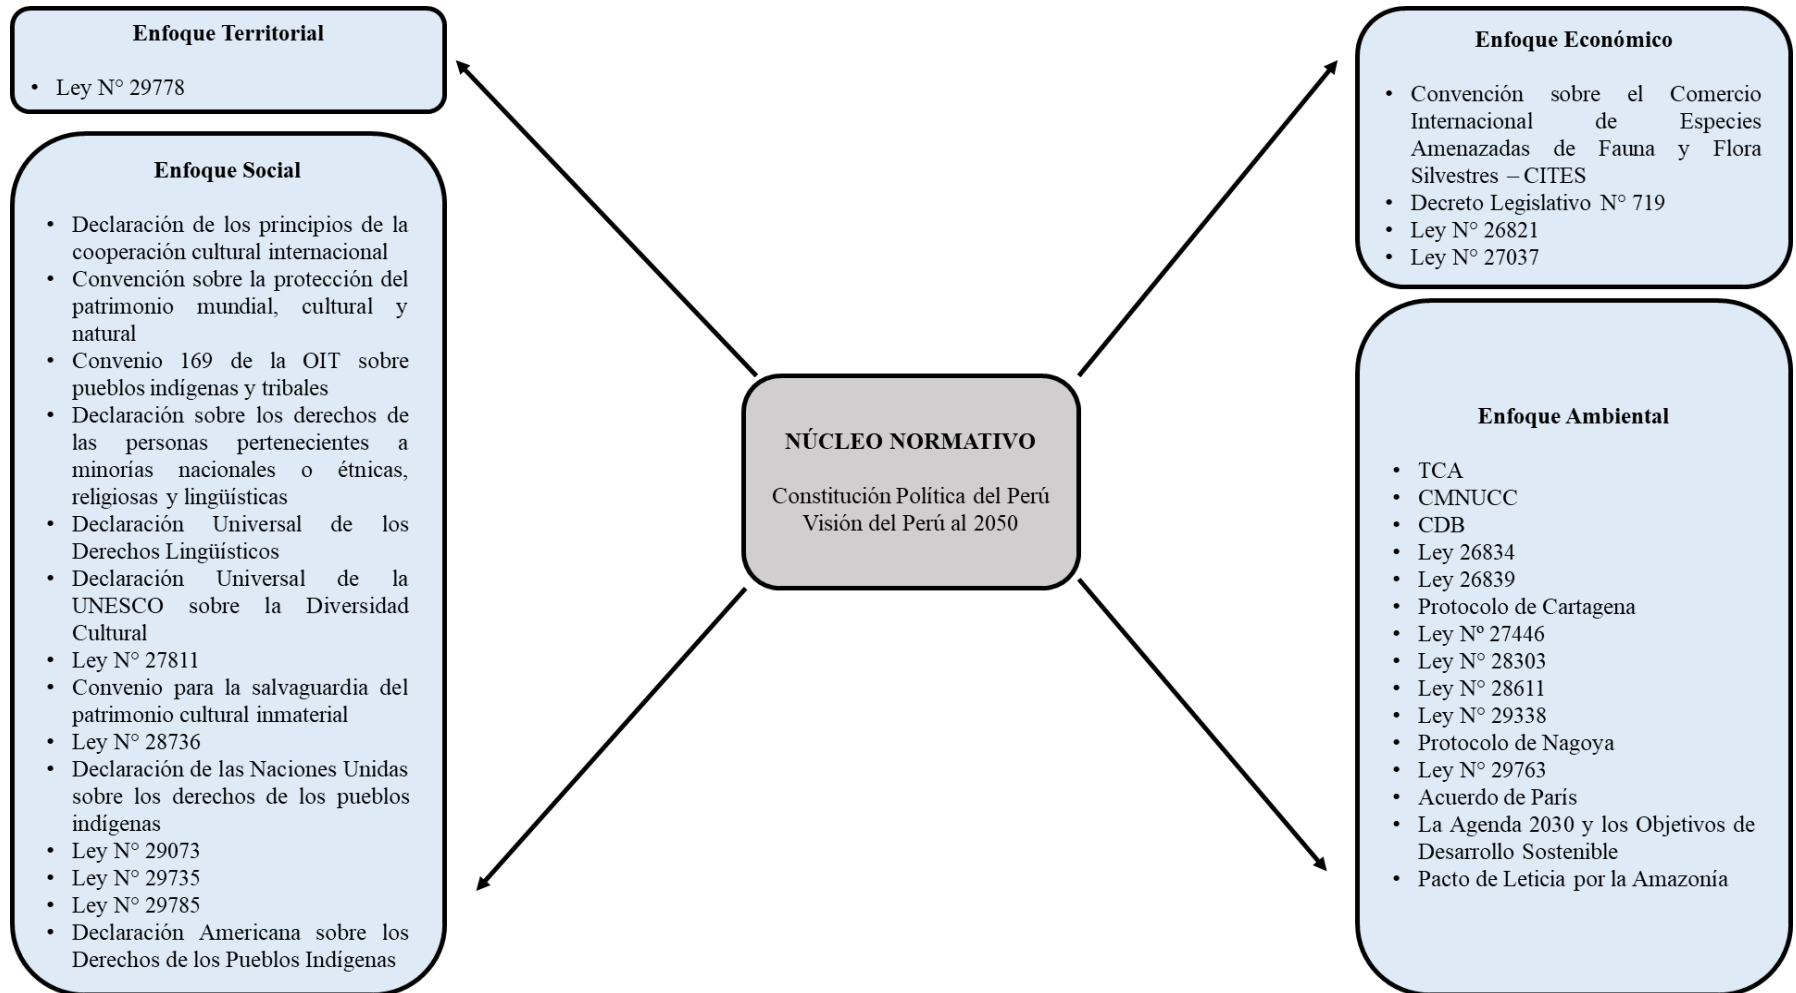 Enfoque Territorial
• Ley N° 29778
Enfoque Social
• Declaración de los principios de la
cooperación cultural internacional
• Convención sobre la protección del
patrimonio mundial, cultural y
natural
• Convenio 169 de la OIT sobre
pueblos indígenas y tribales
• Declaración sobre los derechos de
las personas pertenecientes a
minorías nacionales o étnicas,
religiosas y lingüísticas
• Declaración Universal de los
Derechos Lingüísticos
• Declaración Universal de la
UNESCO sobre la Diversidad
Cultural
• Ley N° 27811
• Convenio para la salvaguardia del
patrimonio cultural inmaterial
• Ley N° 28736
• Declaración de las Naciones Unidas
sobre los derechos de los pueblos
indígenas
• Ley N° 29073
• Ley N° 29735
• Ley N° 29785
• Declaración Americana sobre los
Derechos de los Pueblos Indígenas
NÚCLEO NORMATIVO
Constitución Política del Perú
Visión del Perú al 2050
Enfoque Económico
• Convención sobre el Comercio
Internacional de Especies
Amenazadas de Fauna y Flora
Silvestres – CITES
• Decreto Legislativo N° 719
• Ley N° 26821
• Ley N° 27037
Enfoque Ambiental
• TCA
• CMNUCC
• CDB
• Ley 26834
• Ley 26839
• Protocolo de Cartagena
• Ley Nº 27446
• Ley N° 28303
• Ley N° 28611
• Ley N° 29338
• Protocolo de Nagoya
• Ley N° 29763
• Acuerdo de París
• La Agenda 2030 y los Objetivos de
Desarrollo Sostenible
• Pacto de Leticia por la Amazonía